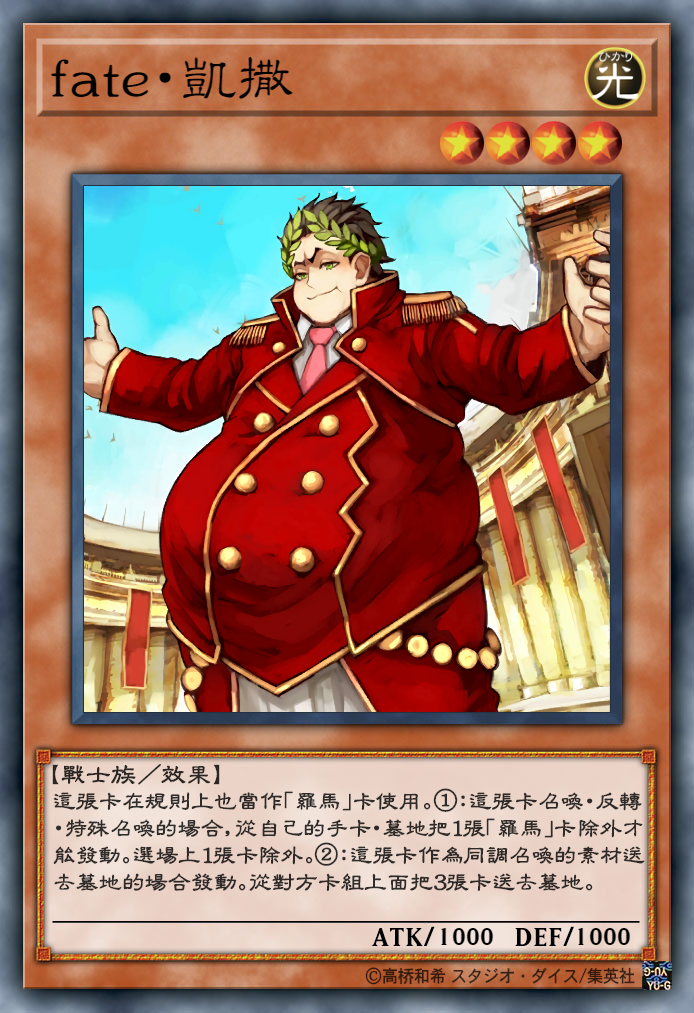 fate·凱撒
ひかり
光
【戰士族／效果】
這張卡在規則上也當作「羅馬」卡使用。①：這張卡召喚·反轉
·特殊召喚的場合，從自己的手卡·墓地把1張「羅馬」卡除外才
能發動。選場上1張卡除外。②：這張卡作為同調召喚的素材送
去墓地的場合發動。從對方卡組上面把3張卡送去墓地。
ATK/1000 DEF/1000
©高桥和希 スタジオ・ダイス/集英社
YU-G
YU-G